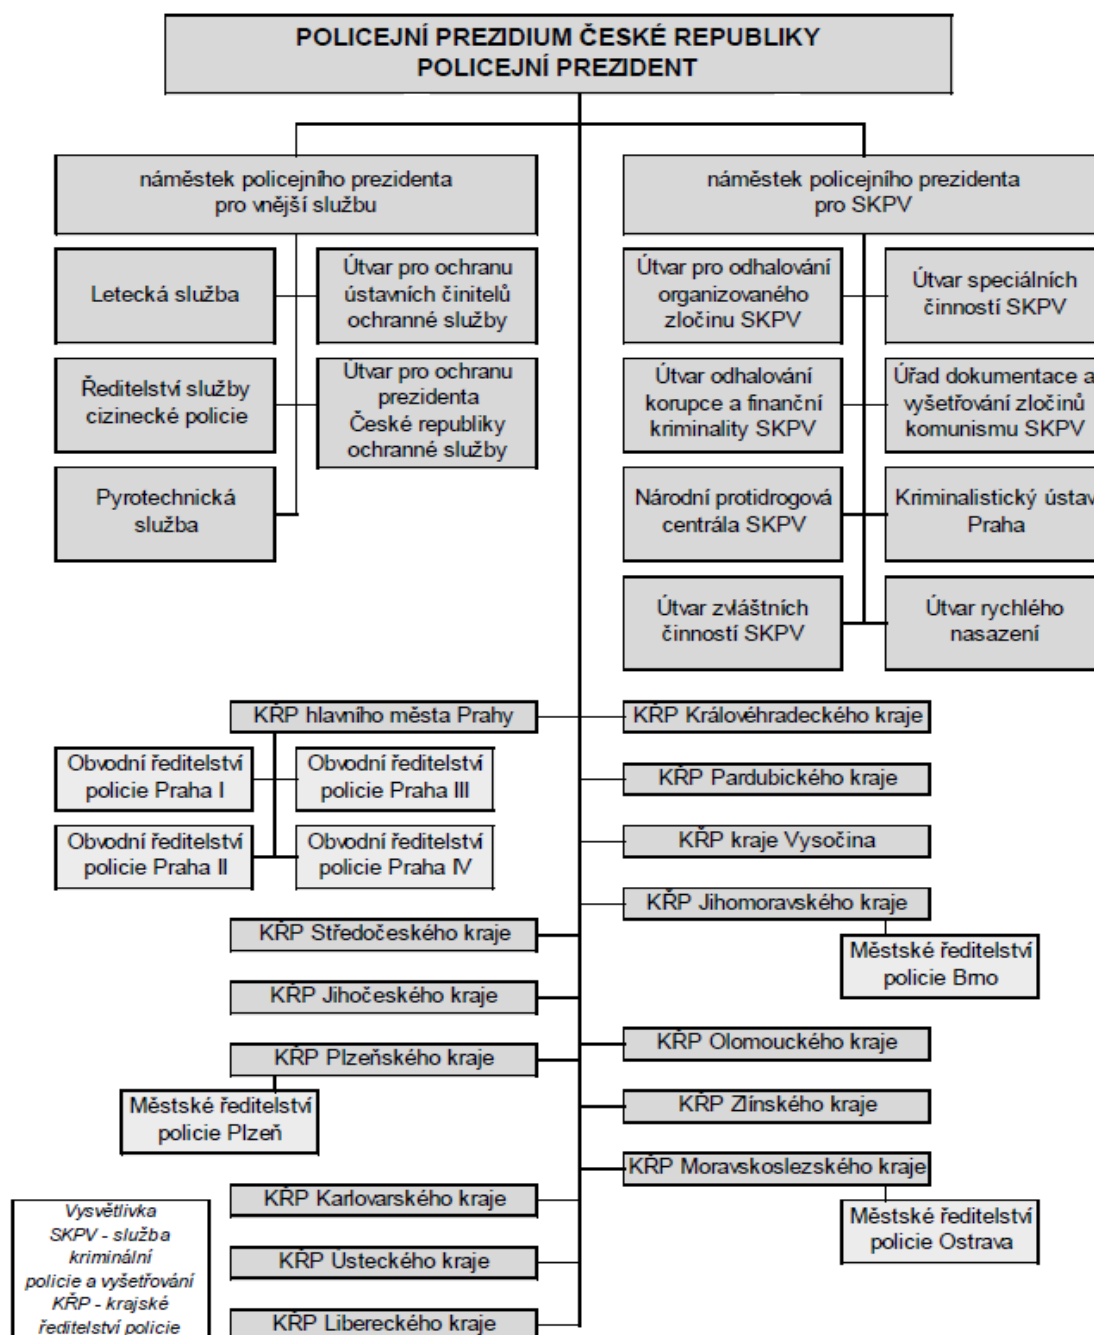 POLICEJNÍ PREZIDIUM ČESKÉ REPUBLIKY
POLICEJNÍ PREZIDENT
náměstek policejního prezidenta
pro vnější službu
náměstek policejního prezidenta
pro SKPV
Letecká služba
Útvar pro ochranu
ústavních činitelů
ochranné služby
Ředitelství služby
cizinecké policie
Útvar pro ochranu
prezidenta
České republiky
ochranné služby
Pyrotechnická
služba
Útvar pro odhalování
organizovaného
zločinu SKPV
Útvar speciálních
činností SKPV
Útvar odhalování
korupce a finanční
kriminality SKPV
Úřad dokumentace a
vyšetřování zločinů
komunismu SKPV
Národní protidrogová
centrála SKPV
Kriminalistický ústav
Praha
Útvar zvláštních
činností SKPV
Útvar rychlého
nasazení
KŘP hlavního města Prahy
Obvodní ředitelství
policie Praha I
Obvodní ředitelství
policie Praha III
Obvodní ředitelství
policie Praha II
Obvodní ředitelství
policie Praha IV
KŘP Středočeského kraje
KŘP Jihočeského kraje
KŘP Plzeňského kraje
Městské ředitelství
policie Plzeň
KŘP Karlovarského kraje
KŘP Ústeckého kraje
KŘP Libereckého kraje
KŘP Královéhradeckého kraje
KŘP Pardubického kraje
KŘP kraje Vysočina
KŘP Jihomoravského kraje
Městské ředitelství
policie Brno
KŘP Olomouckého kraje
KŘP Zlínského kraje
KŘP Moravskoslezského kraje
Městské ředitelství
policie Ostrava
Vysvětlivka
SKPV - služba
kriminální
policie a vyšetřování
KŘP - krajské
ředitelství policie